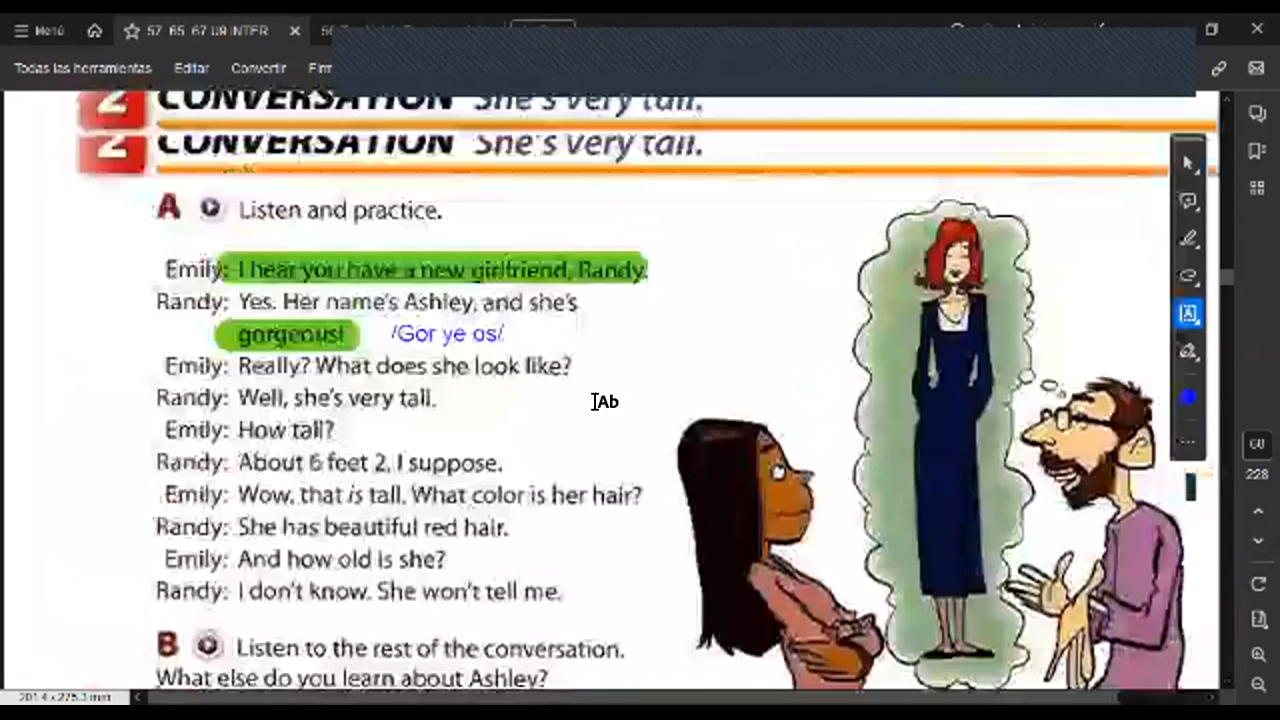 Menú
57 65 67 U9 INTER
Todas las herramientas Editar Convertir
2 CONVERSATION She's very tall.
2 CONVERSATION She's very tall.
A Listen and practice.
Emily: I hear you have a new girlfriend, Randy.
Randy: Yes. Her name's Ashley, and she's
gorgeous! /Gor ye os/
Emily: Really? What does she look like?
Randy: Well, she's very tall.
Ab
Emily: How tall?
Randy: About 6 feet 2, I suppose.
Emily: Wow, that is tall. What color is her hair?
Randy: She has beautiful red hair.
Emily: And how old is she?
Randy: I don't know. She won't tell me.
B Listen to the rest of the conversation.
What else do you learn about Ashley?
228